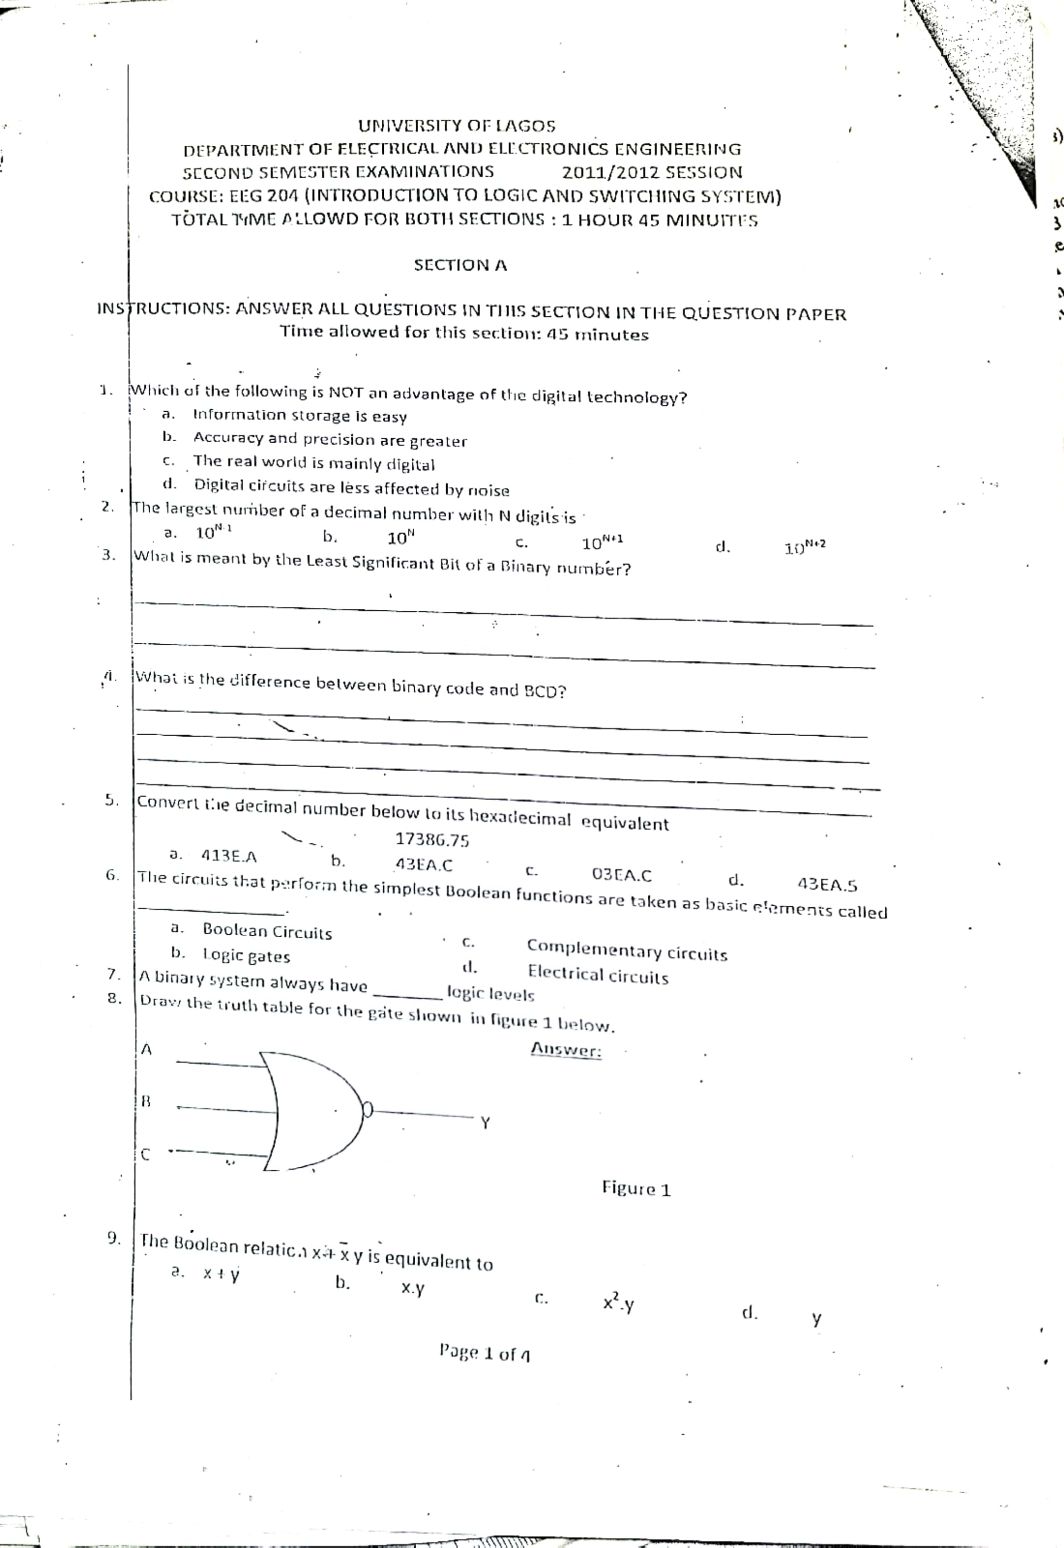 UNIVERSITY OF LAGOS
DEPARTMENT OF ELECTRICAL AND ELECTRONICS ENGINEERING
SECOND SEMESTER EXAMINATIONS 2011/2012 SESSION
COURSE: EEG 204 (INTRODUCTION TO LOGIC AND SWITCHING SYSTEM)
TOTAL TYME ALLOWD FOR BOTH SECTIONS : 1 HOUR 45 MINUITES
SECTION A
INSTRUCTIONS: ANSWER ALL QUESTIONS IN THIS SECTION IN THE QUESTION PAPER
Time allowed for this section: 45 minutes
1. Which of the following is NOT an advantage of the digital technology?
a. Information storage is easy
b. Accuracy and precision are greater
c. The real world is mainly digital
d. Digital circuits are less affected by noise
2. The largest number of a decimal number with N digits is
a. 10^N-1 b. 10^N c. 10^N+1 d. 10^N+2
3. What is meant by the Least Significant Bit of a Binary number?
4. What is the difference between binary code and BCD?
5. Convert the decimal number below to its hexadecimal equivalent
17386.75
a. 413E.A b. 43EA.C c. 03EA.C d. 43EA.5
6. The circuits that perform the simplest Boolean functions are taken as basic elements called
____________.
a. Boolean Circuits c. Complementary circuits
b. Logic gates d. Electrical circuits
7. A binary system always have ______ logic levels
8. Draw the truth table for the gate shown in figure 1 below.
Answer:
A
B
Y
C
Figure 1
9. The Boolean relation x + x̄ y is equivalent to
a. x + y b. x.y c. x².y d. y
Page 1 of 4